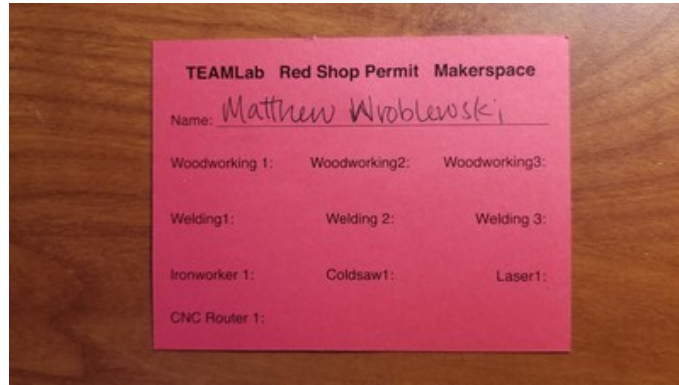 TEAMLab Red Shop Permit Makerspace
Name: Matthew Wroblewski
Woodworking 1: Woodworking2: Woodworking3:
Welding1: Welding 2: Welding 3:
Ironworker 1: Coldsaw1: Laser1:
CNC Router 1: